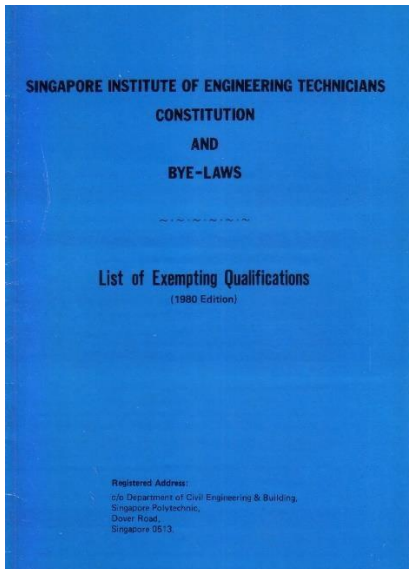 SINGAPORE INSTITUTE OF ENGINEERING TECHNICIANS
CONSTITUTION
AND
BYE-LAWS
~.~.~.~.~.~
List of Exempting Qualifications
(1980 Edition)
Registered Address:
c/o Department of Civil Engineering & Building,
Singapore Polytechnic,
Dover Road,
Singapore 0513.